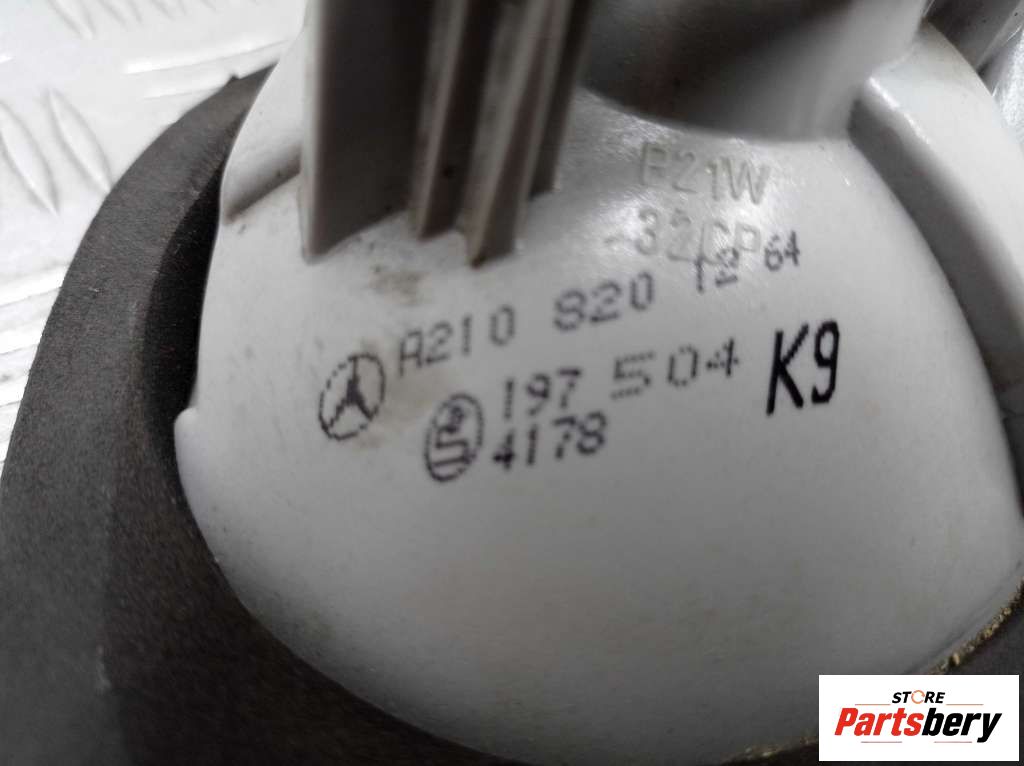 P21W
32CP
A210 820 12 64
197 504 K9
4178
STORE
Partsbery